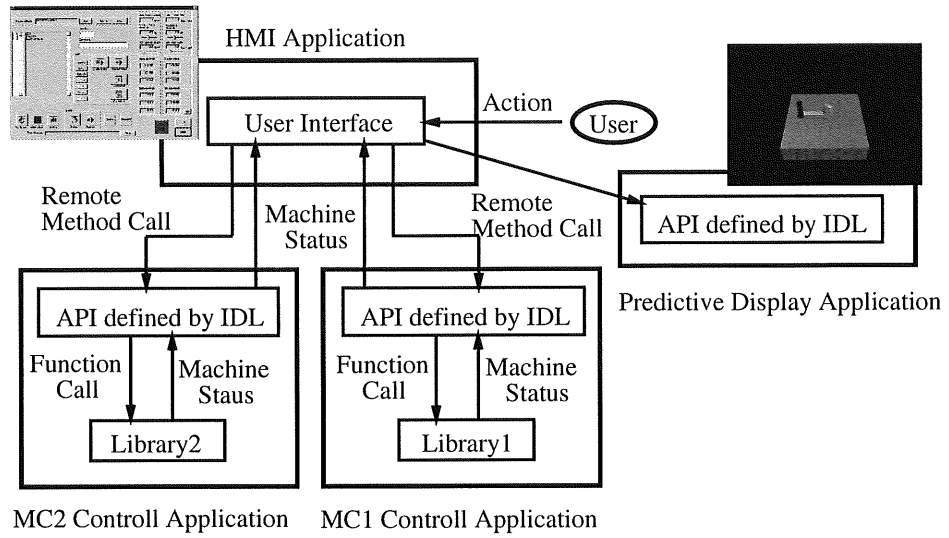 HMI Application
Action
User Interface
User
Remote
Method Call
Machine
Status
Remote
Method Call
API defined by IDL
Predictive Display Application
API defined by IDL
API defined by IDL
Function
Call
Machine
Staus
Function
Call
Machine
Status
Library2
Library1
MC2 Controll Application
MC1 Controll Application